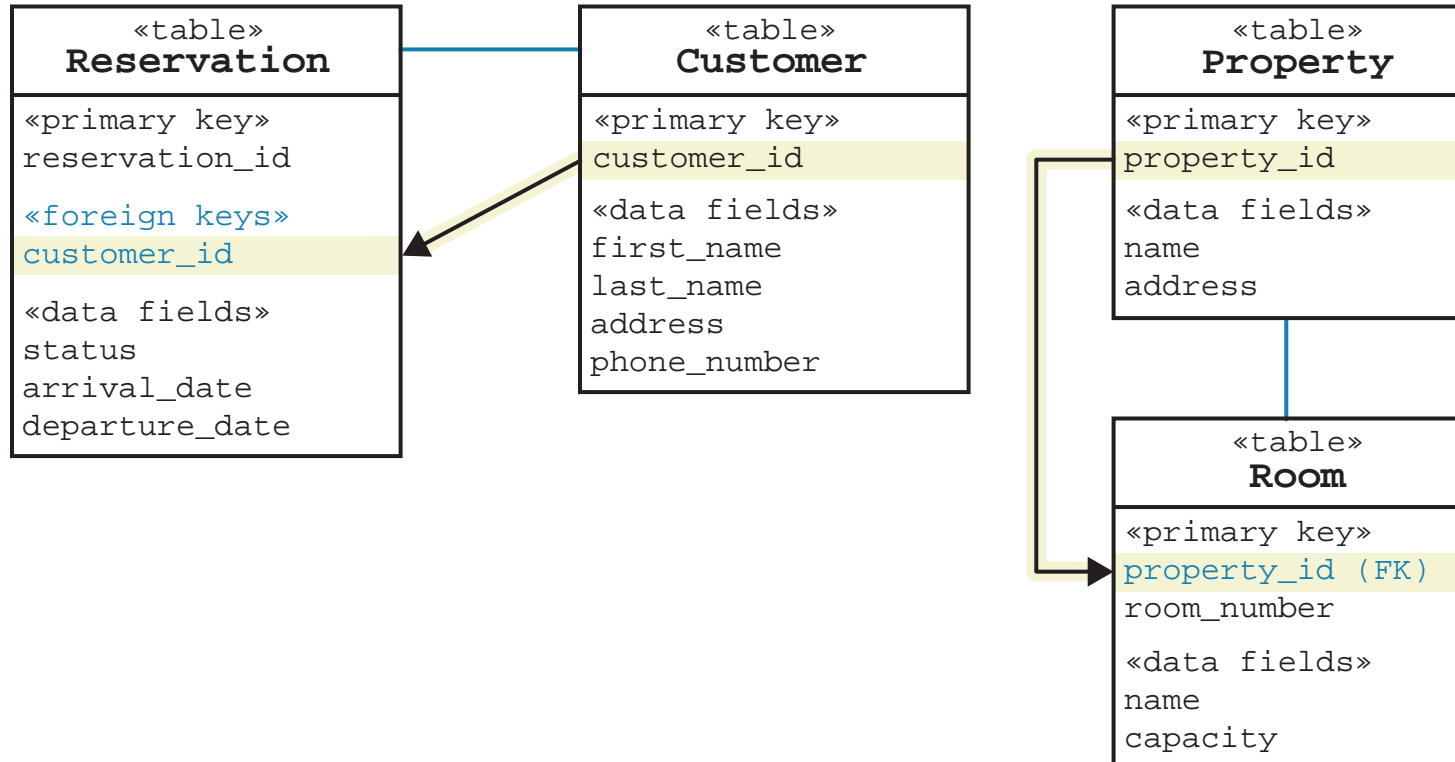 «table»
Reservation
«primary key»
reservation_id
«foreign keys»
customer_id
«data fields»
status
arrival_date
departure_date
«table»
Customer
«primary key»
customer_id
«data fields»
first_name
last_name
address
phone_number
«table»
Property
«primary key»
property_id
«data fields»
name
address
«table»
Room
«primary key»
property_id (FK)
room_number
«data fields»
name
capacity